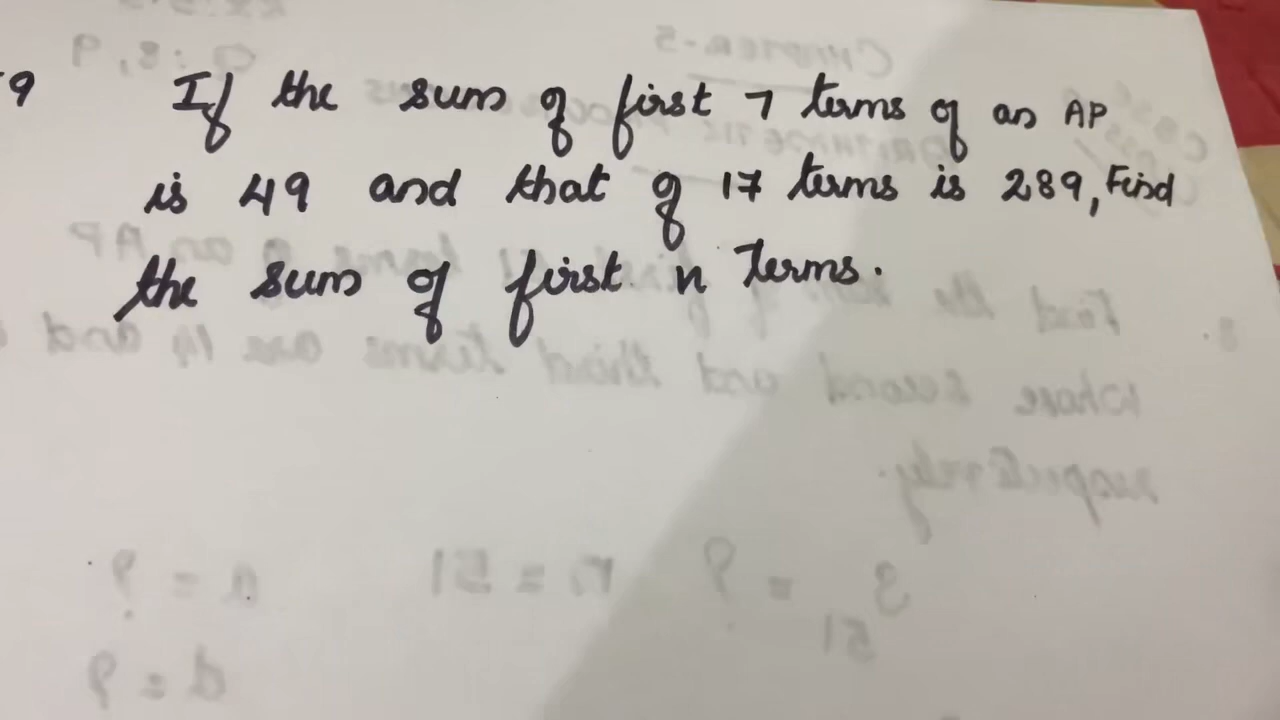 9 If the sum of first 7 terms of an AP
is 49 and that of 17 terms is 289, Find
the sum of first n terms.